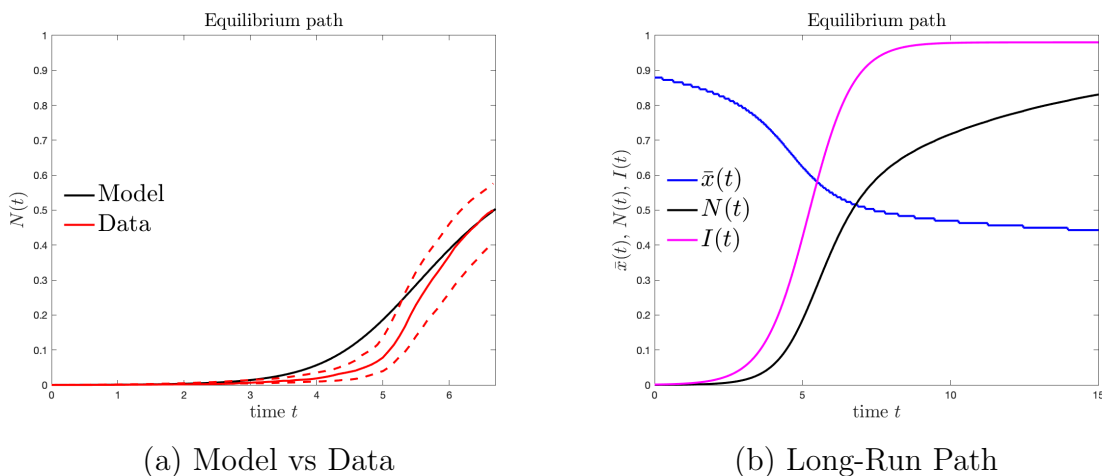 Equilibrium path
1
0.9
0.8
0.7
0.6
0.5
0.4
0.3
0.2
0.1
0
N(t)
Model
Data
0 1 2 3 4 5 6
time t
(a) Model vs Data
Equilibrium path
1
0.9
0.8
0.7
0.6
0.5
0.4
0.3
0.2
0.1
0
x̄(t), N(t), I(t)
x̄(t)
N(t)
I(t)
0 5 10 15
time t
(b) Long-Run Path